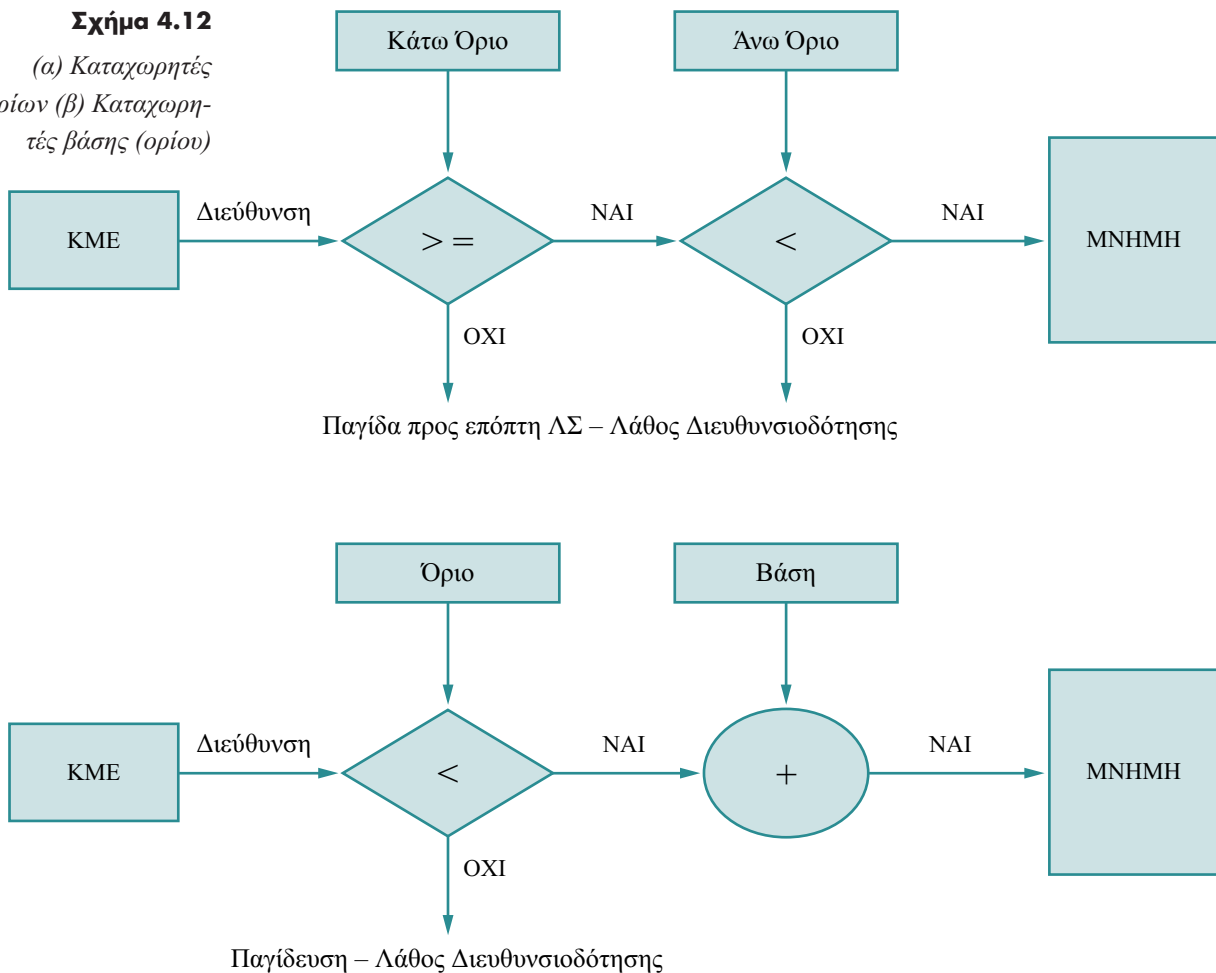 Σχήμα 4.12
(α) Καταχωρητές
ρίων (β) Καταχωρη-
τές βάσης (ορίου)
Κάτω Όριο
Άνω Όριο
ΚΜΕ
Διεύθυνση
> =
ΝΑΙ
<
ΝΑΙ
ΜΝΗΜΗ
ΟΧΙ
ΟΧΙ
Παγίδα προς επόπτη ΛΣ – Λάθος Διευθυνσιοδότησης
Όριο
Βάση
ΚΜΕ
Διεύθυνση
<
ΝΑΙ
+
ΝΑΙ
ΜΝΗΜΗ
ΟΧΙ
Παγίδευση – Λάθος Διευθυνσιοδότησης